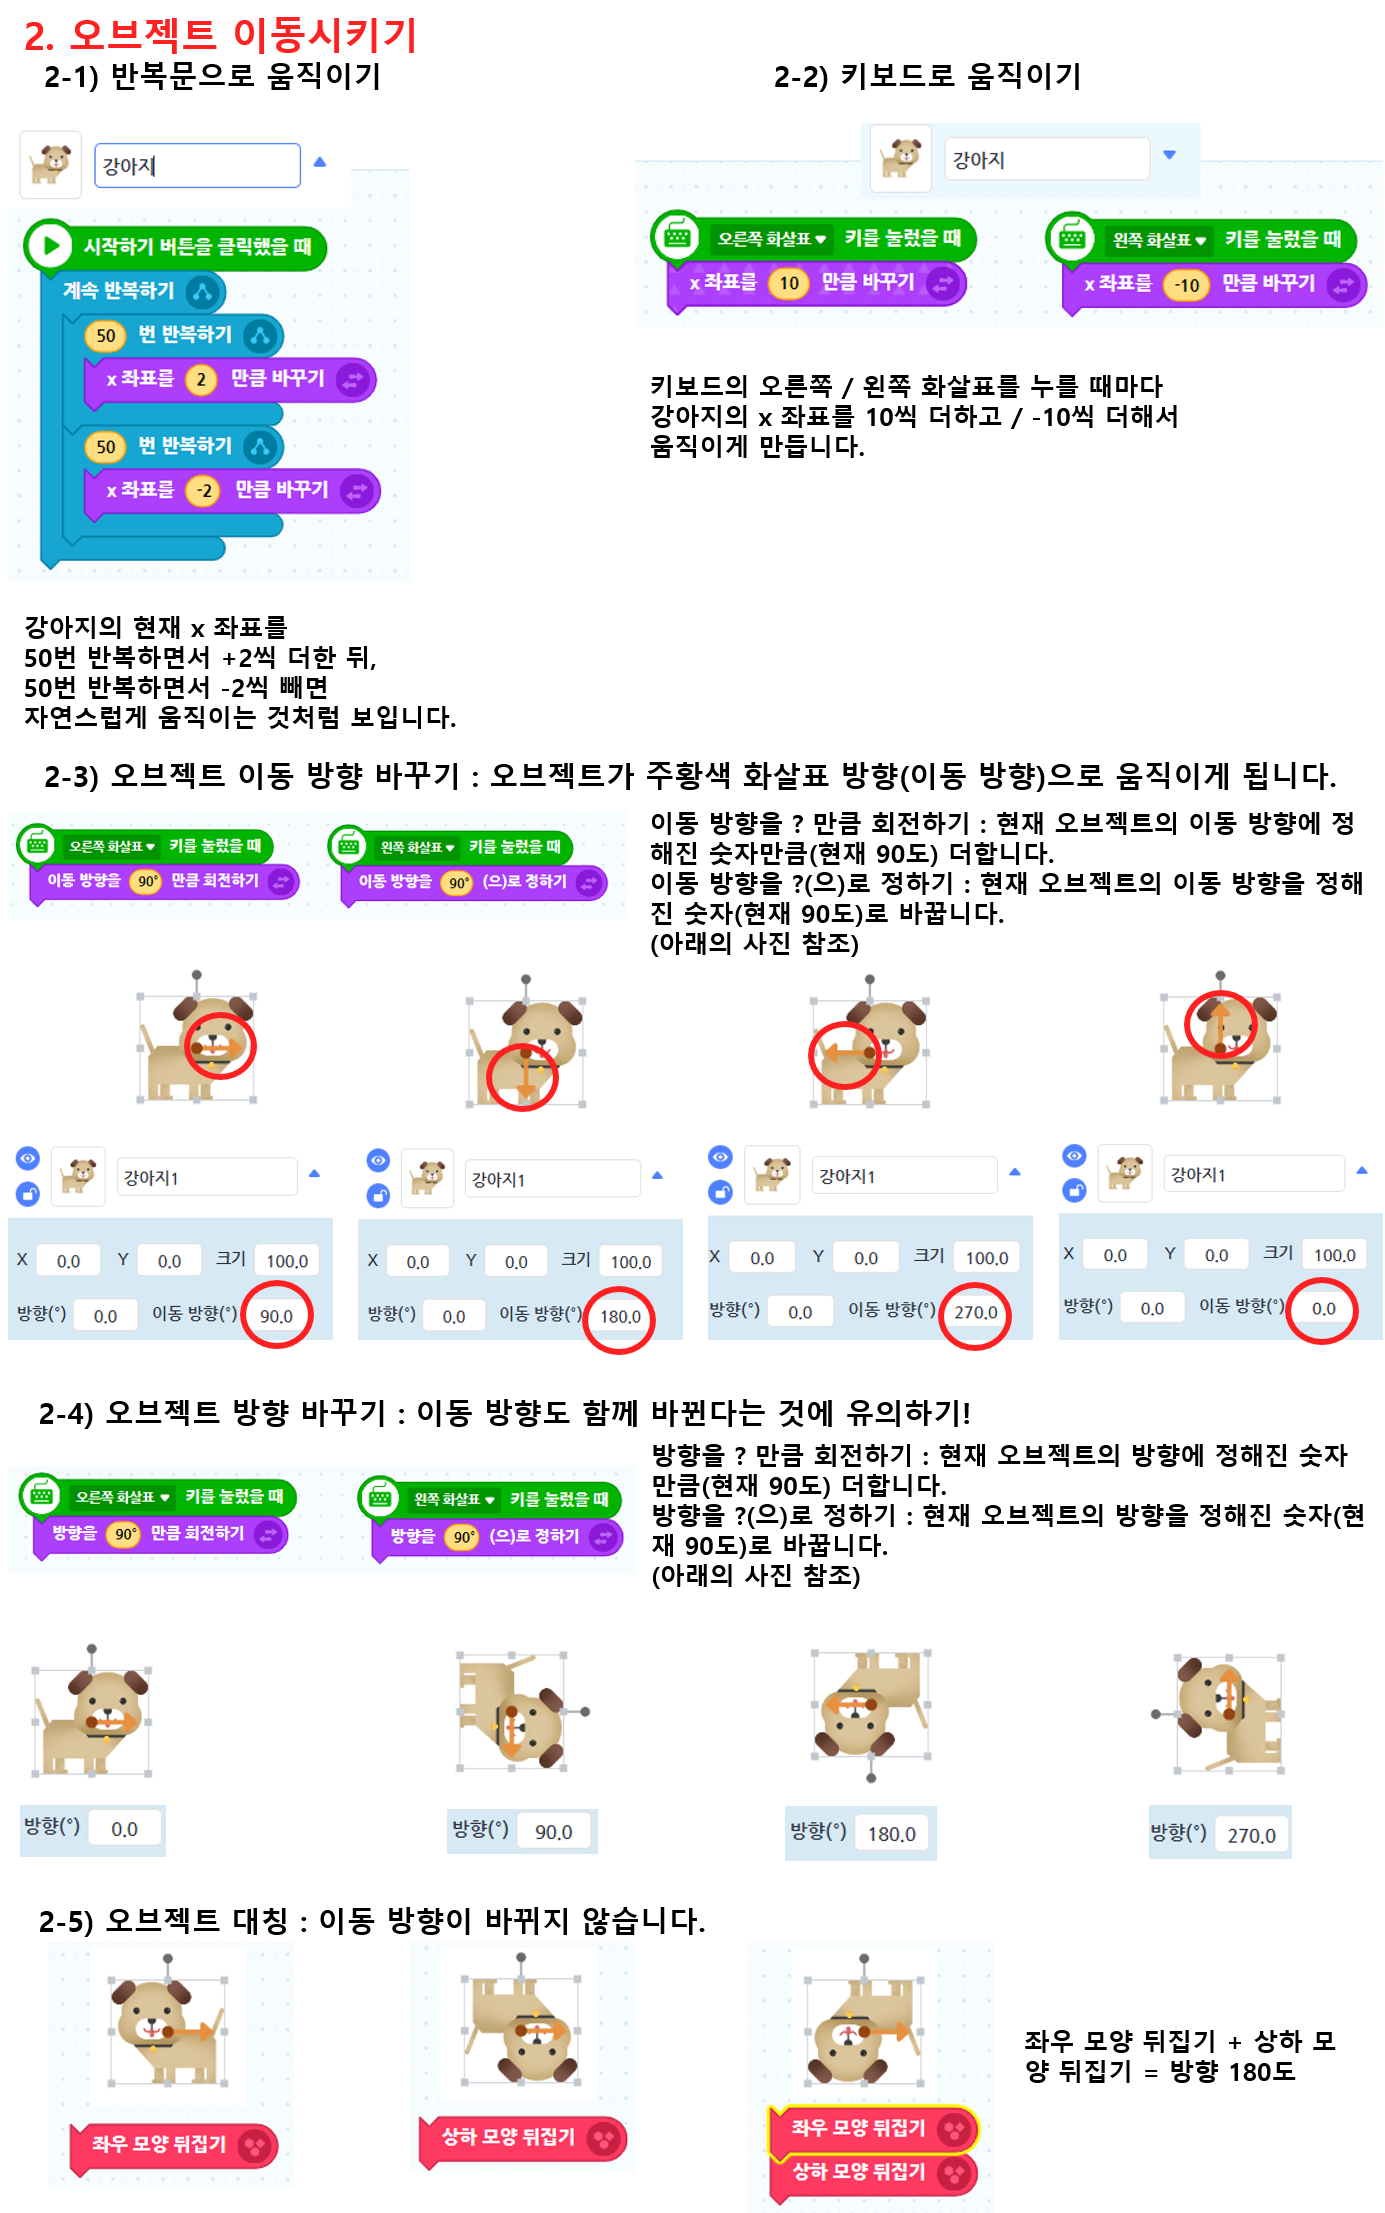 2. 오브젝트 이동시키기
2-1) 반복문으로 움직이기
강아지
시작하기 버튼을 클릭했을 때
계속 반복하기
50 번 반복하기
x 좌표를 2 만큼 바꾸기
50 번 반복하기
x 좌표를 -2 만큼 바꾸기
강아지의 현재 x 좌표를
50번 반복하면서 +2씩 더한 뒤,
50번 반복하면서 -2씩 빼면
자연스럽게 움직이는 것처럼 보입니다.
2-2) 키보드로 움직이기
강아지
오른쪽 화살표 키를 눌렀을 때
x 좌표를 10 만큼 바꾸기
왼쪽 화살표 키를 눌렀을 때
x 좌표를 -10 만큼 바꾸기
키보드의 오른쪽 / 왼쪽 화살표를 누를 때마다
강아지의 x 좌표를 10씩 더하고 / -10씩 더해서
움직이게 만듭니다.
2-3) 오브젝트 이동 방향 바꾸기 : 오브젝트가 주황색 화살표 방향(이동 방향)으로 움직이게 됩니다.
오른쪽 화살표 키를 눌렀을 때
이동 방향을 90° 만큼 회전하기
왼쪽 화살표 키를 눌렀을 때
이동 방향을 90° (으)로 정하기
이동 방향을 ? 만큼 회전하기 : 현재 오브젝트의 이동 방향에 정
해진 숫자만큼(현재 90도) 더합니다.
이동 방향을 ?(으)로 정하기 : 현재 오브젝트의 이동 방향을 정해
진 숫자(현재 90도)로 바꿉니다.
(아래의 사진 참조)
강아지1
X 0.0 Y 0.0 크기 100.0
방향(°) 0.0 이동 방향(°) 90.0
강아지1
X 0.0 Y 0.0 크기 100.0
방향(°) 0.0 이동 방향(°) 180.0
강아지1
X 0.0 Y 0.0 크기 100.0
방향(°) 0.0 이동 방향(°) 270.0
강아지1
X 0.0 Y 0.0 크기 100.0
방향(°) 0.0 이동 방향(°) 0.0
2-4) 오브젝트 방향 바꾸기 : 이동 방향도 함께 바뀐다는 것에 유의하기!
오른쪽 화살표 키를 눌렀을 때
방향을 90° 만큼 회전하기
왼쪽 화살표 키를 눌렀을 때
방향을 90° (으)로 정하기
방향을 ? 만큼 회전하기 : 현재 오브젝트의 방향에 정해진 숫자
만큼(현재 90도) 더합니다.
방향을 ?(으)로 정하기 : 현재 오브젝트의 방향을 정해진 숫자(현
재 90도)로 바꿉니다.
(아래의 사진 참조)
방향(°) 0.0
방향(°) 90.0
방향(°) 180.0
방향(°) 270.0
2-5) 오브젝트 대칭 : 이동 방향이 바뀌지 않습니다.
좌우 모양 뒤집기
상하 모양 뒤집기
좌우 모양 뒤집기
상하 모양 뒤집기
좌우 모양 뒤집기 + 상하 모
양 뒤집기 = 방향 180도